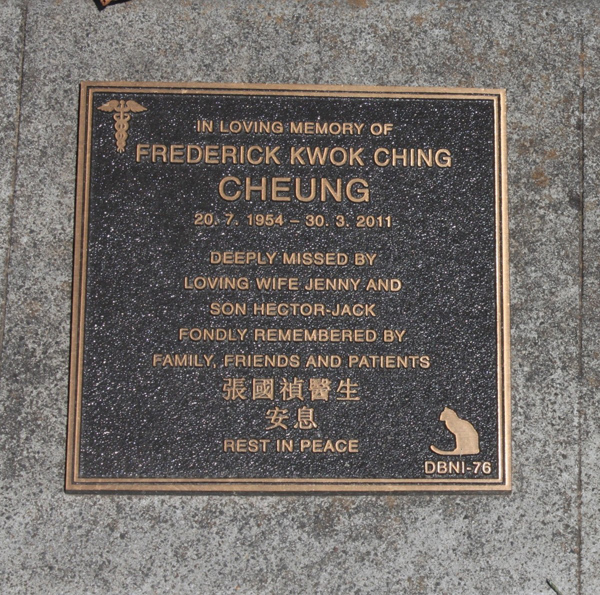 IN LOVING MEMORY OF
FREDERICK KWOK CHING
CHEUNG
20. 7. 1954 – 30. 3. 2011
DEEPLY MISSED BY
LOVING WIFE JENNY AND
SON HECTOR-JACK
FONDLY REMEMBERED BY
FAMILY, FRIENDS AND PATIENTS
張國禎醫生
安息
REST IN PEACE
DBNI-76